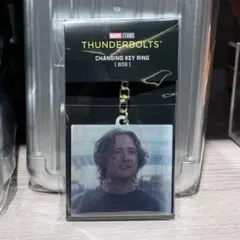 MARVEL STUDIOS
THUNDERBOLTS*
CHANGING KEY RING